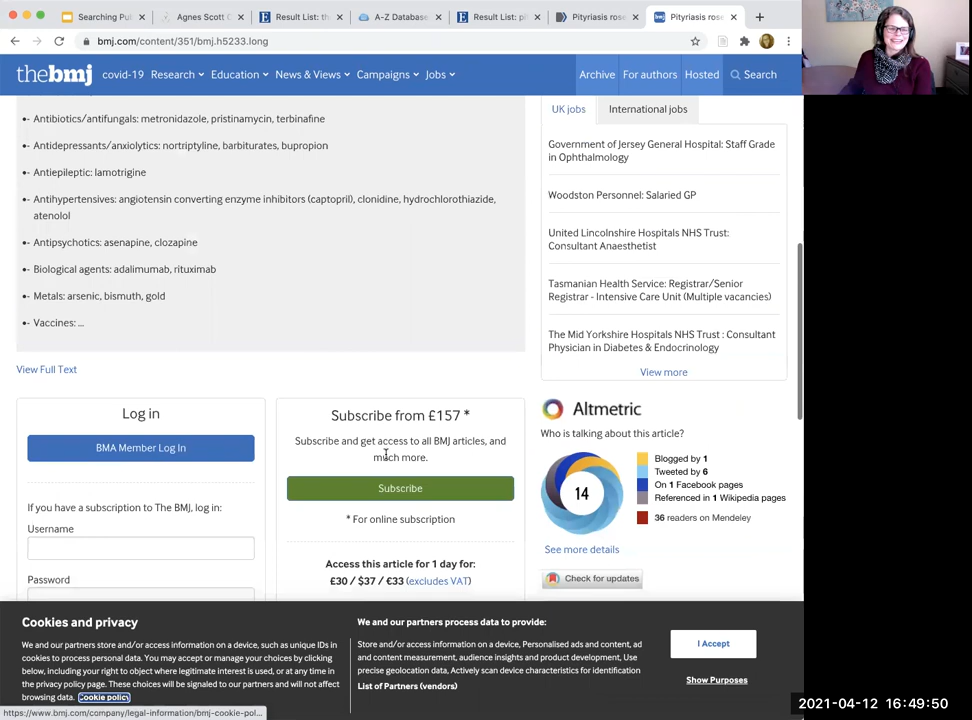 Searching Pul
Agnes Scott C
Result List: th
A-Z Database
Result List: pi
Pityriasis rose
Pityriasis rose
bmj.com/content/351/bmj.h5233.long
thebmj covid-19 Research Education News & Views Campaigns Jobs Archive For authors Hosted Search
•- Antibiotics/antifungals: metronidazole, pristinamycin, terbinafine
•- Antidepressants/anxiolytics: nortriptyline, barbiturates, bupropion
•- Antiepileptic: lamotrigine
•- Antihypertensives: angiotensin converting enzyme inhibitors (captopril), clonidine, hydrochlorothiazide,
atenolol
•- Antipsychotics: asenapine, clozapine
•- Biological agents: adalimumab, rituximab
•- Metals: arsenic, bismuth, gold
•- Vaccines: ...
View Full Text
UK jobs International jobs
Government of Jersey General Hospital: Staff Grade
in Ophthalmology
Woodston Personnel: Salaried GP
United Lincolnshire Hospitals NHS Trust:
Consultant Anaesthetist
Tasmanian Health Service: Registrar/Senior
Registrar - Intensive Care Unit (Multiple vacancies)
The Mid Yorkshire Hospitals NHS Trust : Consultant
Physician in Diabetes & Endocrinology
View more
Log in
BMA Member Log In
If you have a subscription to The BMJ, log in:
Username
Password
Subscribe from £157 *
Subscribe and get access to all BMJ articles, and
much more.
Subscribe
* For online subscription
Access this article for 1 day for:
£30 / $37 / €33 (excludes VAT)
Altmetric
Who is talking about this article?
14
Blogged by 1
Tweeted by 6
On 1 Facebook pages
Referenced in 1 Wikipedia pages
36 readers on Mendeley
See more details
Check for updates
Cookies and privacy
We and our partners store and/or access information on a device, such as unique IDs in
cookies to process personal data. You may accept or manage your choices by clicking
below, including your right to object where legitimate interest is used, or at any time in
the privacy policy page. These choices will be signaled to our partners and will not affect
browsing data. Cookie policy
We and our partners process data to provide:
Store and/or access information on a device, Personalised ads and content, ad
and content measurement, audience insights and product development, Use
precise geolocation data, Actively scan device characteristics for identification
List of Partners (vendors)
I Accept
Show Purposes
https://www.bmj.com/company/legal-information/bmj-cookie-pol...
2021-04-12 16:49:50